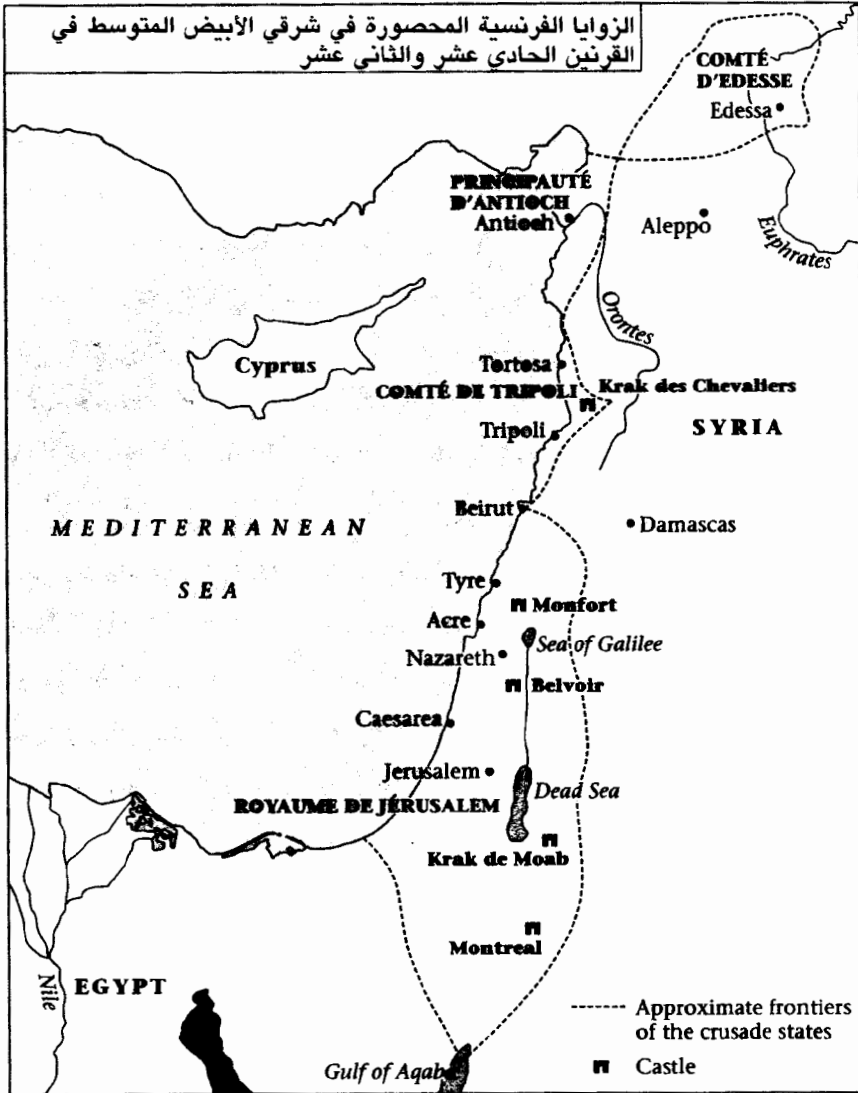 الزوايا الفرنسية المحصورة في شرقي الأبيض المتوسط في
القرنين الحادي عشر والثاني عشر
COMTÉ
D'EDESSE
Edessa
PRINCIPAUTÉ
D'ANTIOCH
Antioch
Aleppo
Euphrates
Orontes
Cyprus
Tortosa
COMTÉ DE TRIPOLI
Krak des Chevaliers
Tripoli
SYRIA
Beirut
MEDITERRANEAN
SEA
Damascas
Tyre
Monfort
Acre
Sea of Galilee
Nazareth
Belvoir
Caesarea
Jerusalem
Dead Sea
ROYAUME DE JÉRUSALEM
Krak de Moab
Montreal
Nile
EGYPT
Approximate frontiers
of the crusade states
Castle
Gulf of Aqab